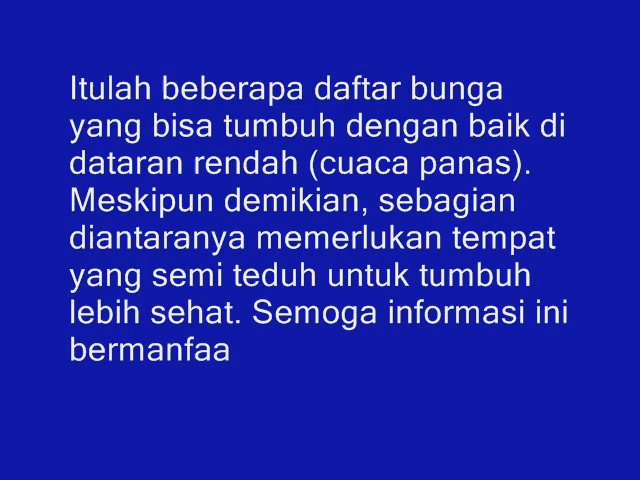 Itulah beberapa daftar bunga
yang bisa tumbuh dengan baik di
dataran rendah (cuaca panas).
Meskipun demikian, sebagian
diantaranya memerlukan tempat
yang semi teduh untuk tumbuh
lebih sehat. Semoga informasi ini
bermanfaa